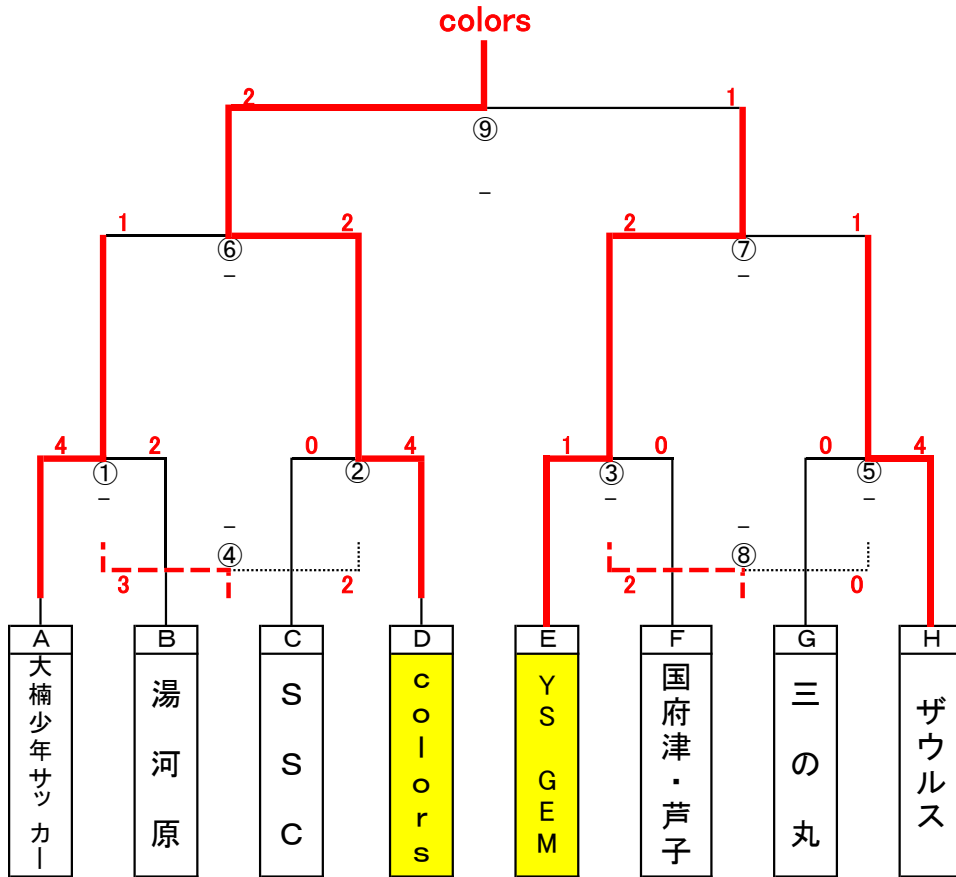 colors
2 1
⑨
-
1 2 2 1
⑥ ⑦
- -
4 2 0 4 1 0 0 4
① ② ③ ⑤
- -  -
- -
④ ⑧
3 2 2 0
A B C D E F G H
大楠少年サッカー
湯河原
SSC
colors
YS GEM
国府津・芦子
三の丸
ザウルス